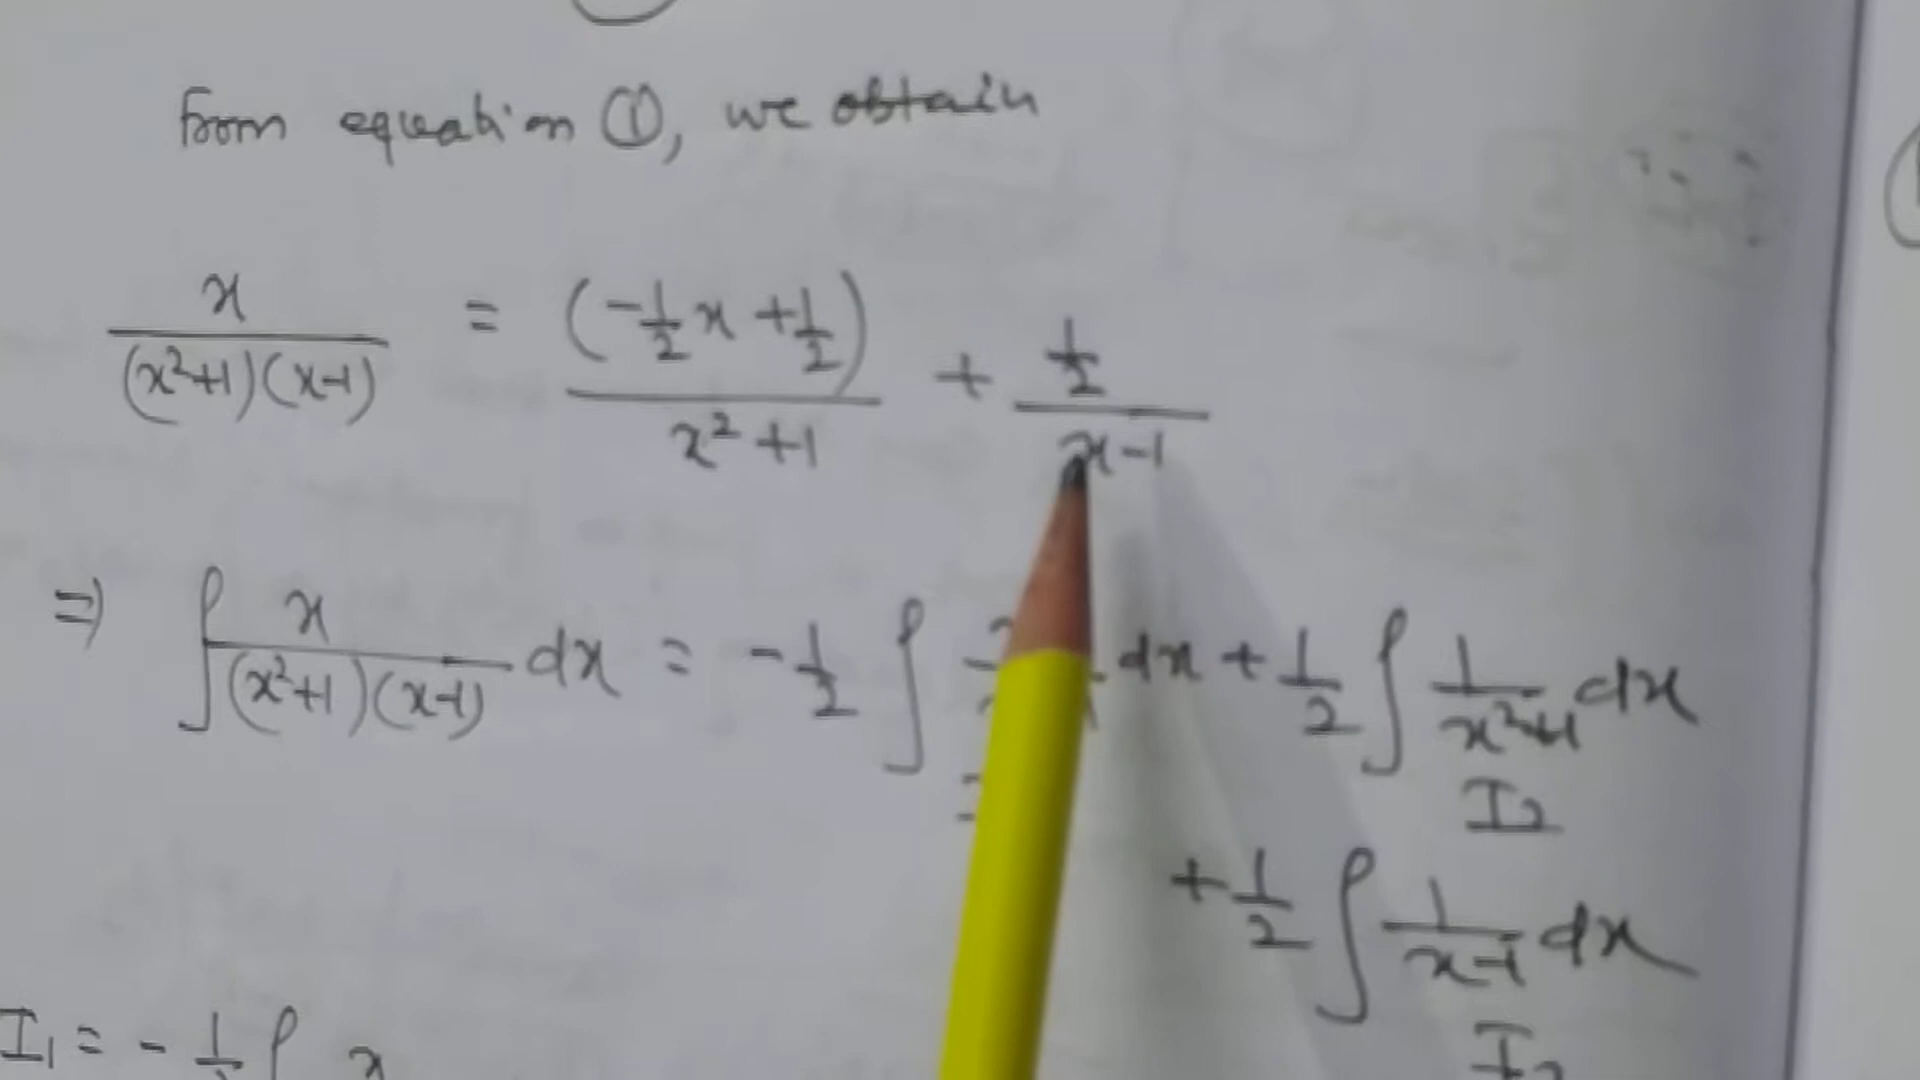 from equation ①, we obtain
x/((x²+1)(x-1)) = (-1/2 x + 1/2)/(x²+1) + (1/2)/(x-1)
⇒ ∫ x/((x²+1)(x-1)) dx = -1/2 ∫ dx + 1/2 ∫ 1/(x²+1) dx
I₂
+ 1/2 ∫ 1/(x-1) dx
I₁ = - 1/2 ∫ x